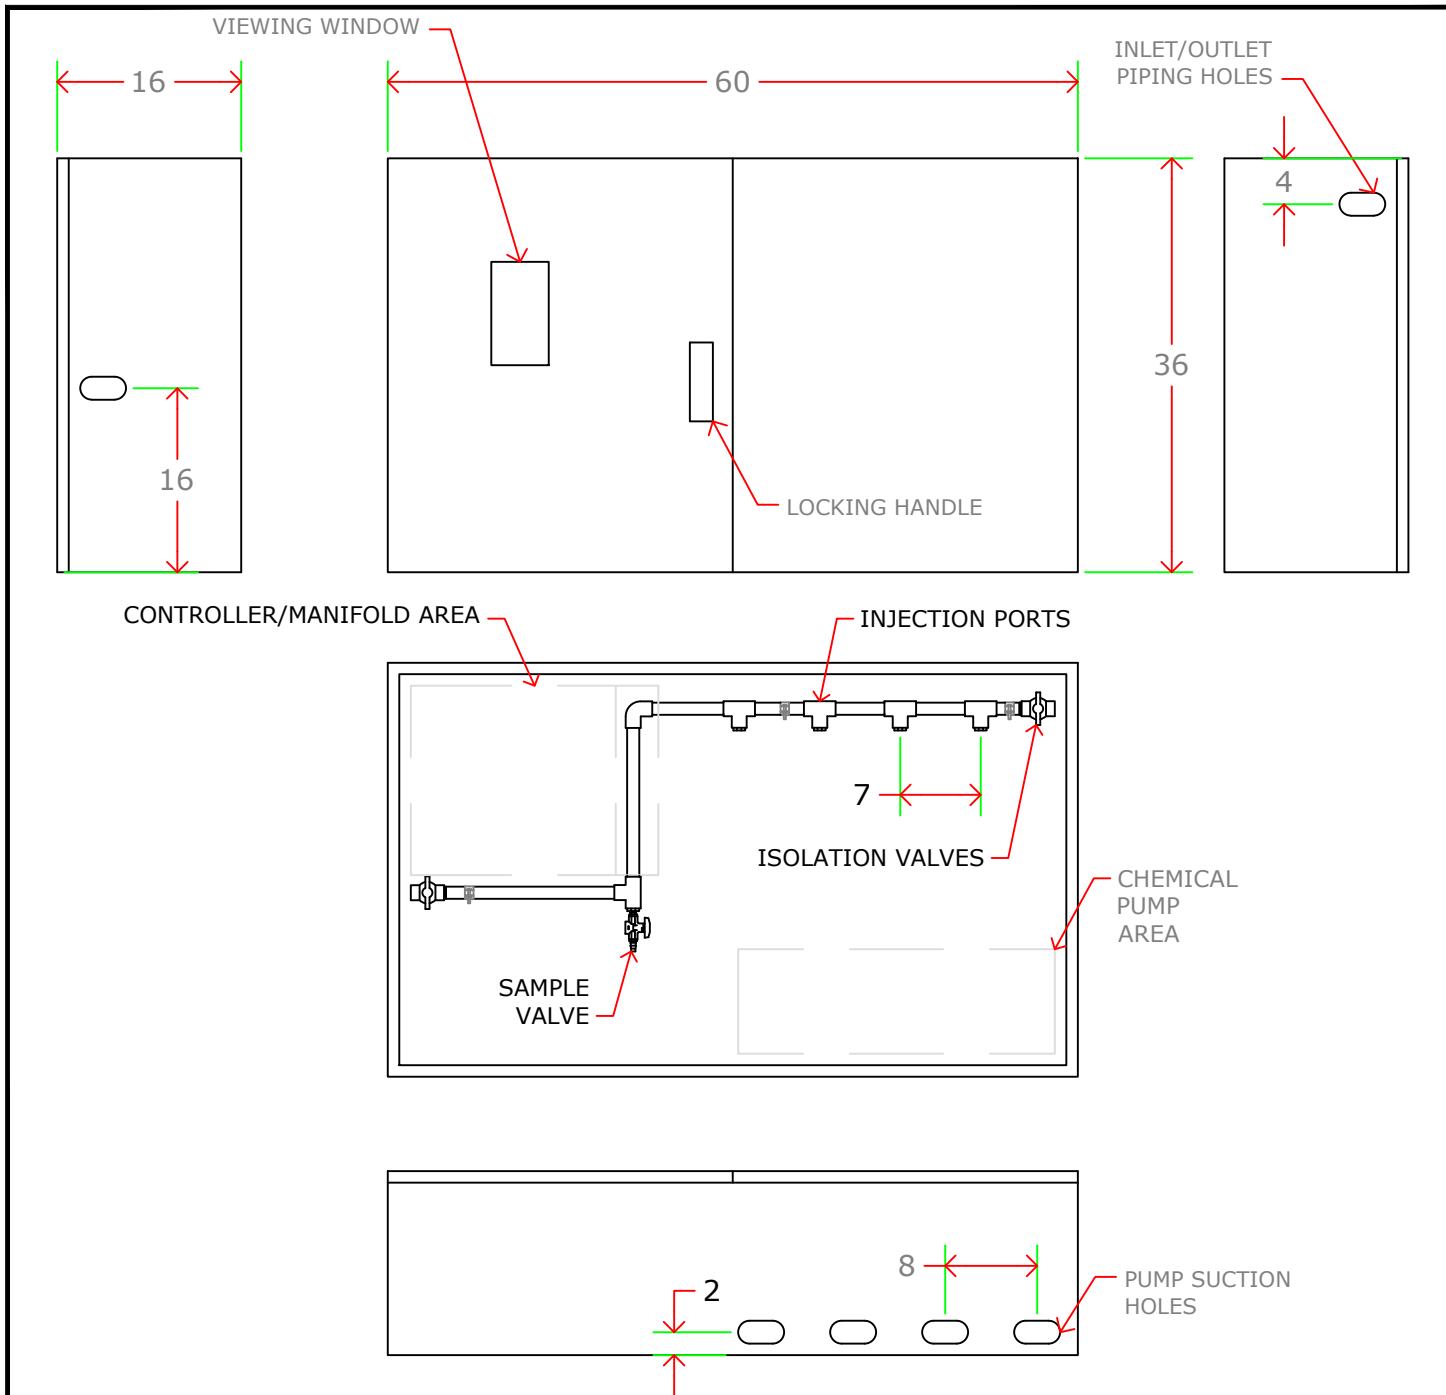 VIEWING WINDOW
INLET/OUTLET
PIPING HOLES
16
60
4
36
16
LOCKING HANDLE
CONTROLLER/MANIFOLD AREA
INJECTION PORTS
7
ISOLATION VALVES
CHEMICAL
PUMP
AREA
SAMPLE
VALVE
8
2
PUMP SUCTION
HOLES